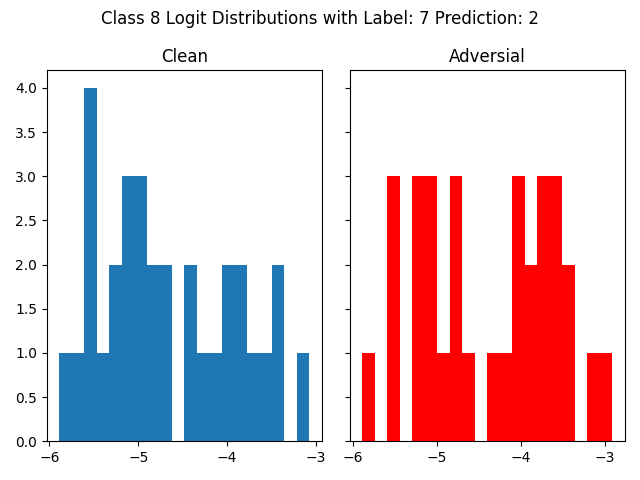 Class 8 Logit Distributions with Label: 7 Prediction: 2
Clean
Adversial
4.0
3.5
3.0
2.5
2.0
1.5
1.0
0.5
0.0
−6 −5 −4 −3
−6 −5 −4 −3